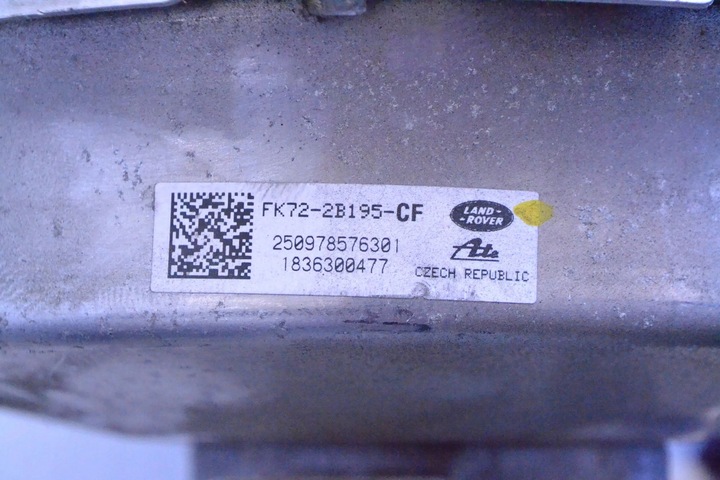 FK72-2B195-CF
LAND-
ROVER
250978576301
1836300477
Ate
CZECH REPUBLIC